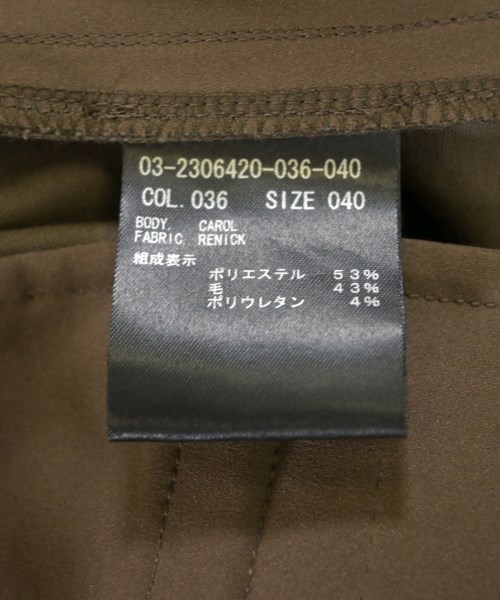 03-2306420-036-040
COL.036 SIZE 040
BODY. CAROL
FABRIC RENICK
組成表示
ポリエステル 53%
毛 43%
ポリウレタン 4%